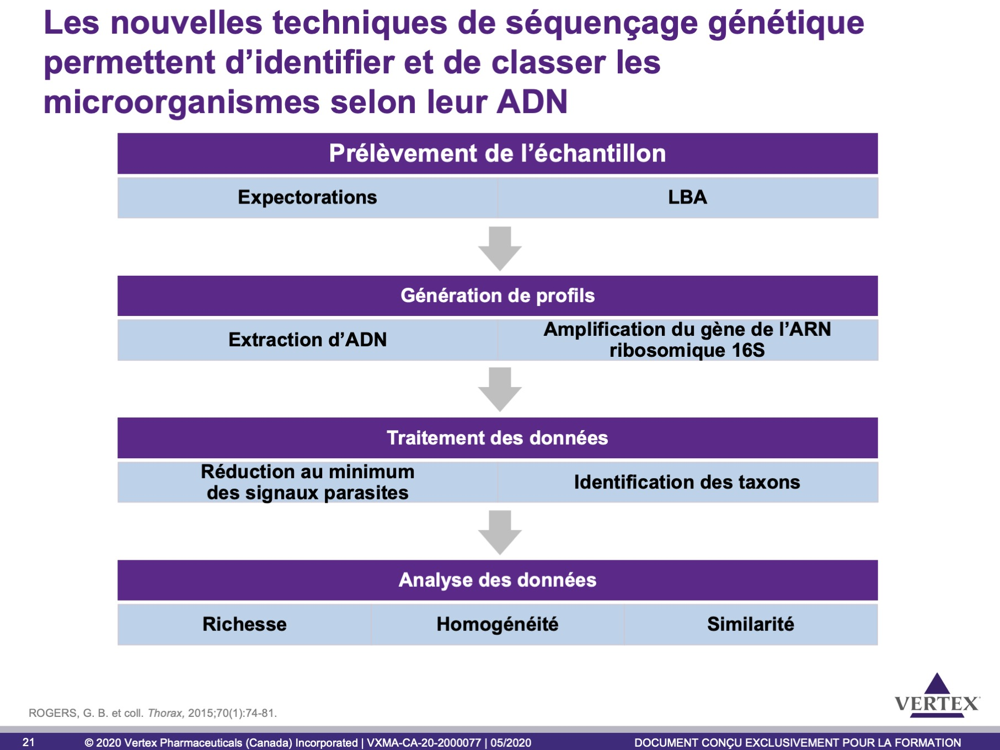 Les nouvelles techniques de séquençage génétique
permettent d’identifier et de classer les
microorganismes selon leur ADN
Prélèvement de l’échantillon
Expectorations
LBA
Génération de profils
Extraction d’ADN
Amplification du gène de l’ARN
ribosomique 16S
Traitement des données
Réduction au minimum
des signaux parasites
Identification des taxons
Analyse des données
Richesse
Homogénéité
Similarité
VERTEX
ROGERS, G. B. et coll. Thorax, 2015;70(1):74-81.
21
© 2020 Vertex Pharmaceuticals (Canada) Incorporated | VXMA-CA-20-2000077 | 05/2020
DOCUMENT CONÇU EXCLUSIVEMENT POUR LA FORMATION